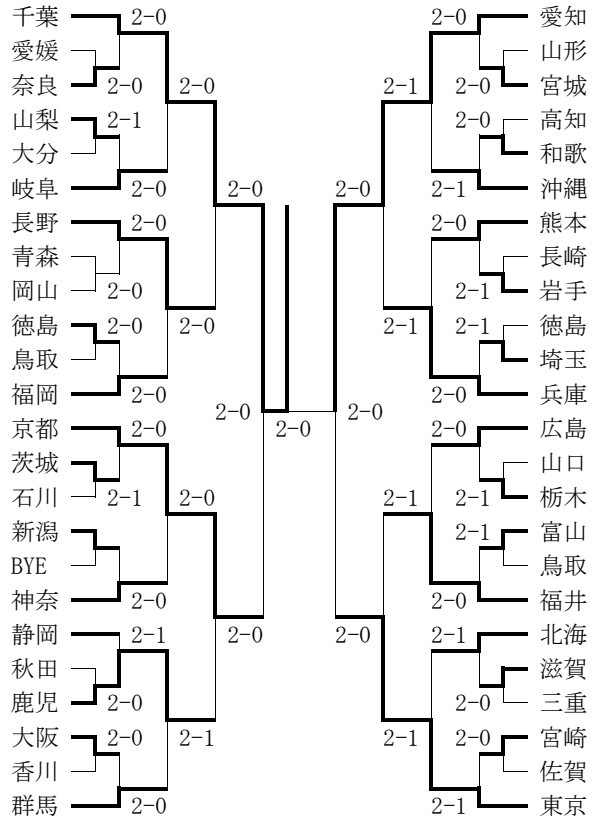 千葉 2-0 2-0 愛知
愛媛 山形
奈良 2-0 2-0 2-1 2-0 宮城
山梨 2-1 2-0 高知
大分 和歌
岐阜 2-0 2-0 2-0 2-1 沖縄
長野 2-0 2-0 熊本
青森 長崎
岡山 2-0 2-1 岩手
徳島 2-0 2-0 2-1 2-1 徳島
鳥取 埼玉
福岡 2-0 兵庫
2-0 2-0 2-0
京都 2-0 2-0 広島
茨城 山口
石川 2-1 2-0 2-1 2-1 栃木
新潟 2-1 富山
BYE 鳥取
神奈 2-0 2-0 福井
静岡 2-1 2-0 2-0 2-1 北海
秋田 滋賀
鹿児 2-0 2-0 三重
大阪 2-0 2-1 2-1 2-0 宮崎
香川 佐賀
群馬 2-0 2-1 東京